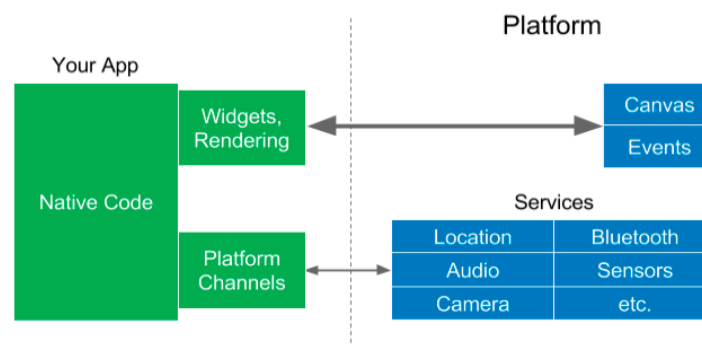 Platform
Your App
Widgets,
Rendering
Canvas
Events
Native Code
Services
Platform
Channels
Location
Bluetooth
Audio
Sensors
Camera
etc.